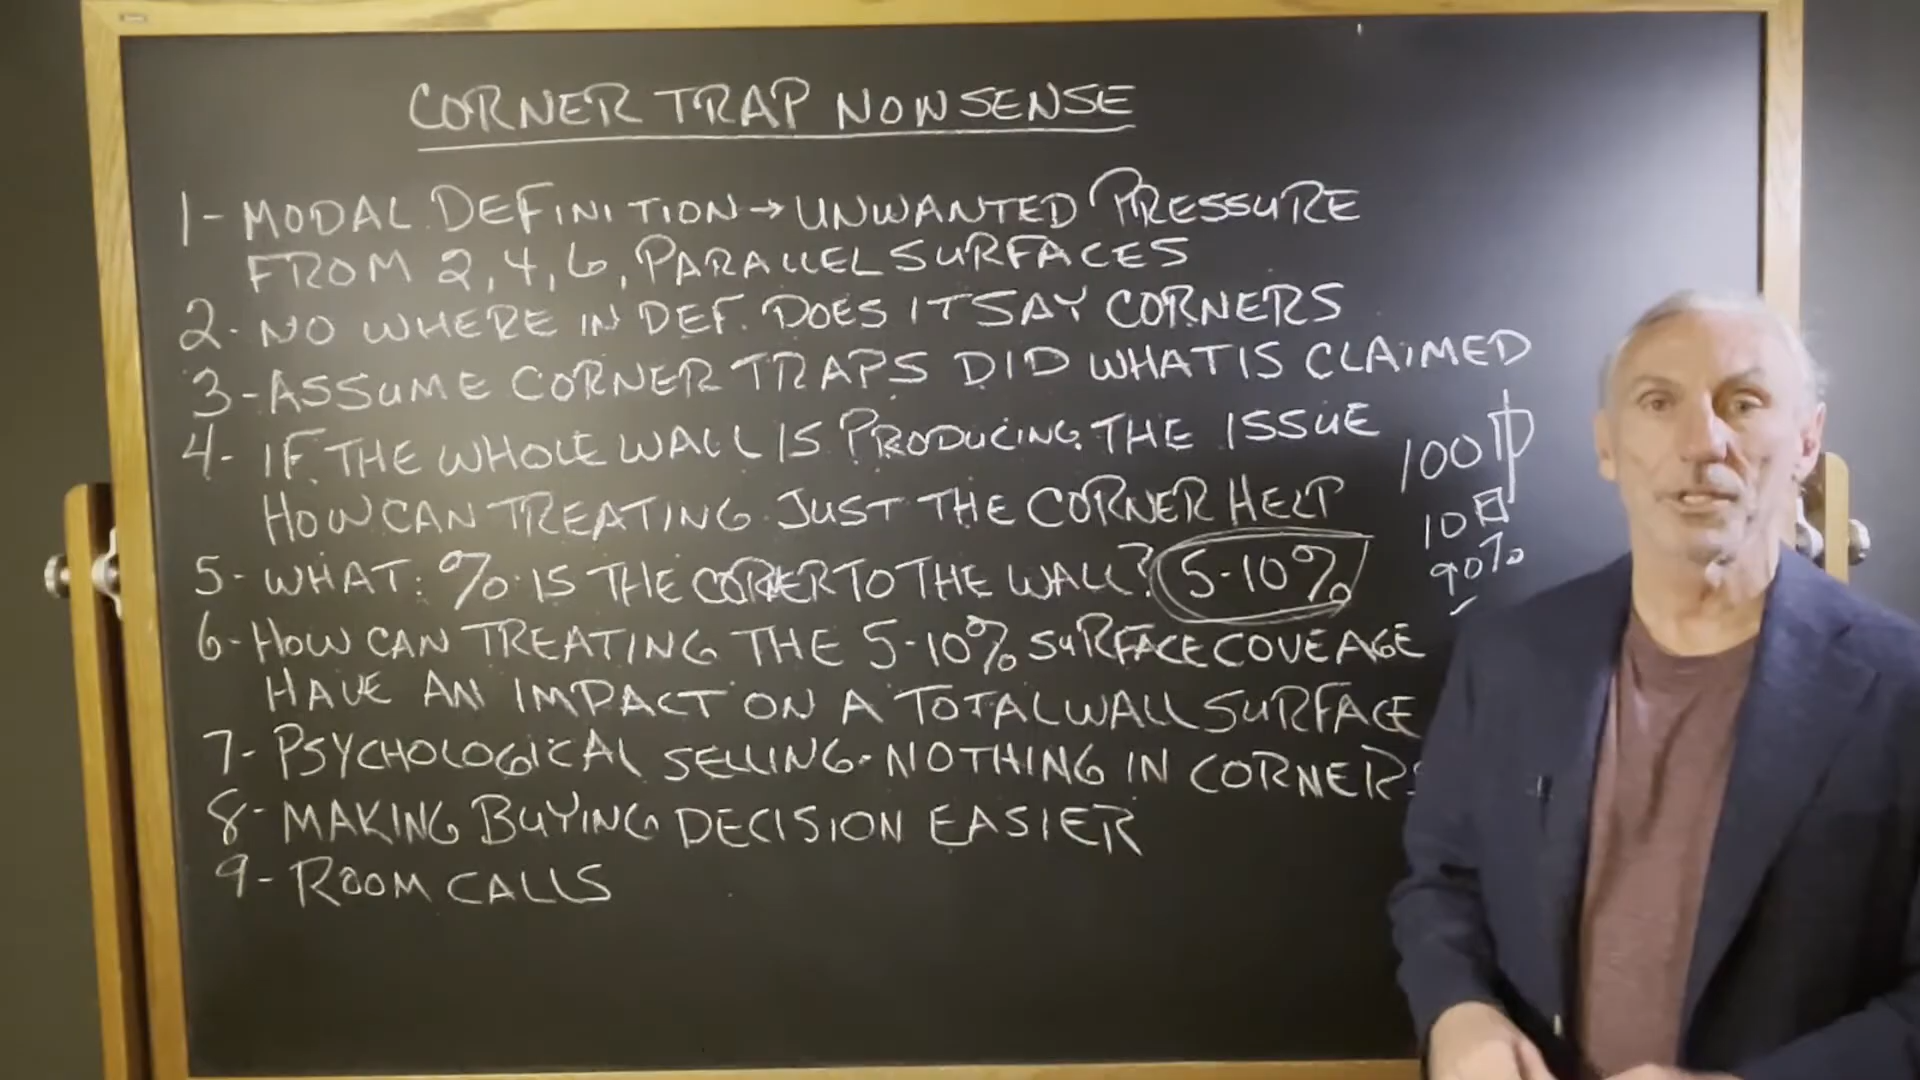 CORNER TRAP NONSENSE
1- MODAL DEFINITION → UNWANTED PRESSURE
FROM 2, 4, 6, PARALLEL SURFACES
2- NO WHERE IN DEF. DOES IT SAY CORNERS
3- ASSUME CORNER TRAPS DID WHAT IS CLAIMED
4- IF THE WHOLE WALL IS PRODUCING THE ISSUE
HOW CAN TREATING JUST THE CORNER HELP
5- WHAT % IS THE CORNER TO THE WALL? 5-10%
6- HOW CAN TREATING THE 5-10% SURFACE COVEAGE
HAVE AN IMPACT ON A TOTAL WALL SURFACE
7- PSYCHOLOGICAL SELLING - NOTHING IN CORNERS
8- MAKING BUYING DECISION EASIER
9- ROOM CALLS
100
10
90%